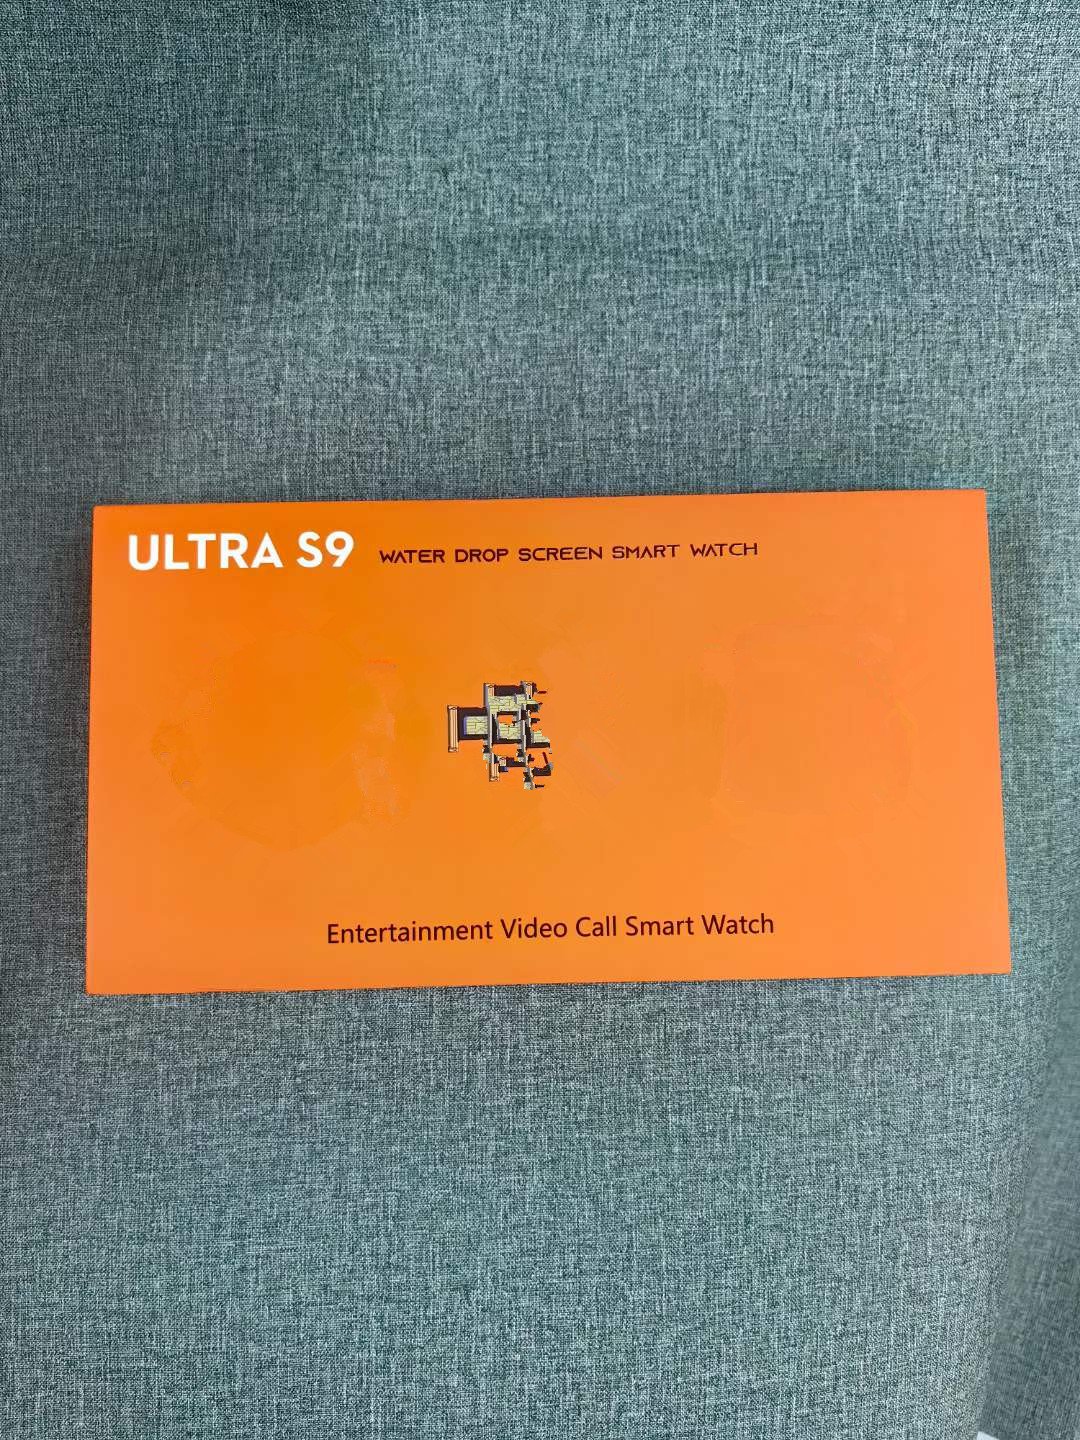 ULTRA S9 WATER DROP SCREEN SMART WATCH
Entertainment Video Call Smart Watch